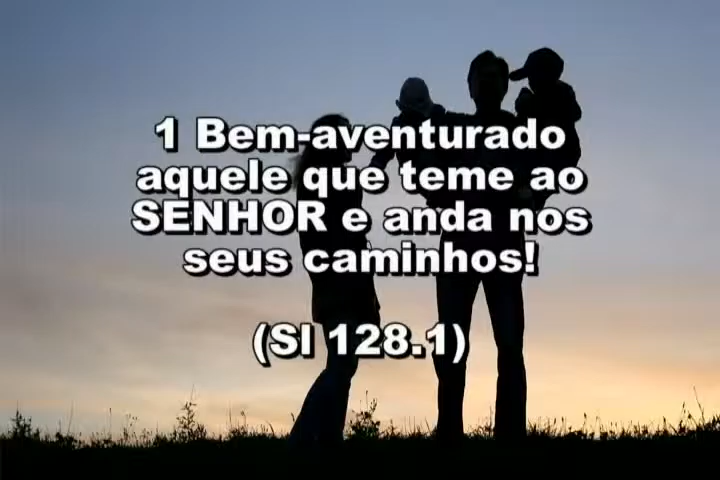 1 Bem-aventurado
aquele que teme ao
SENHOR e anda nos
seus caminhos!
(Sl 128.1)